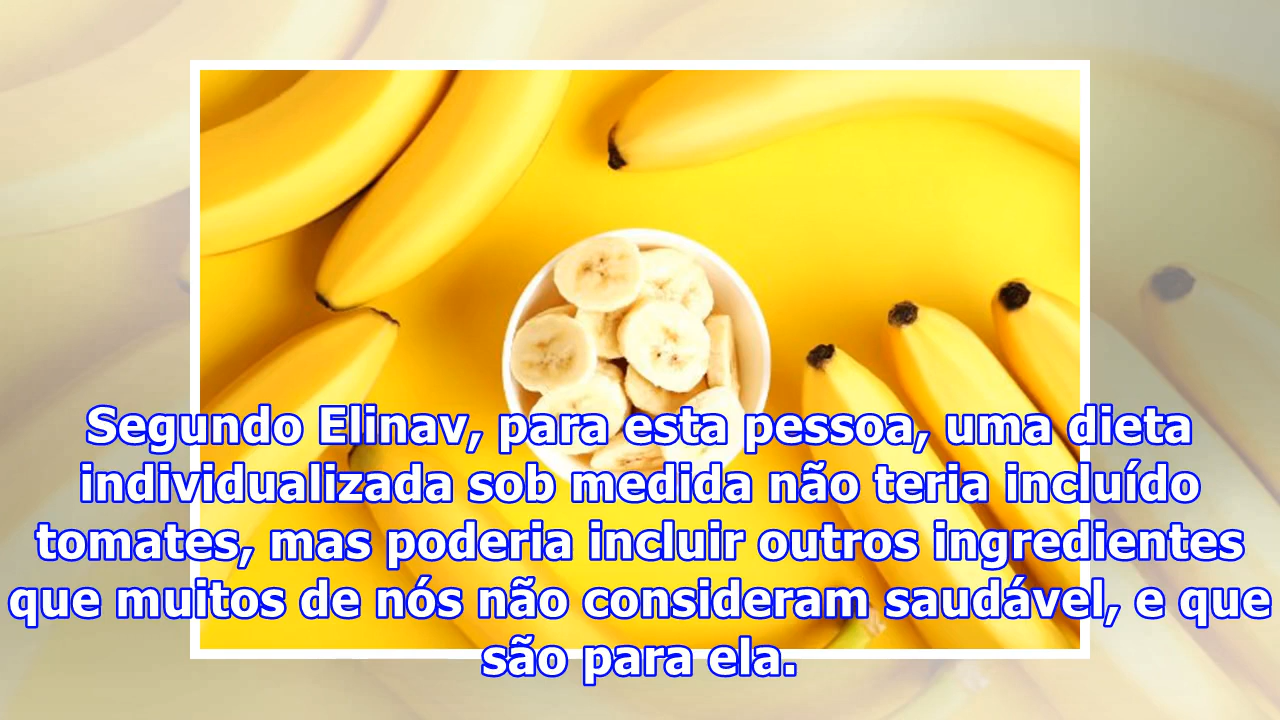 Segundo Elinav, para esta pessoa, uma dieta
individualizada sob medida não teria incluído
tomates, mas poderia incluir outros ingredientes
que muitos de nós não consideram saudável, e que
são para ela.